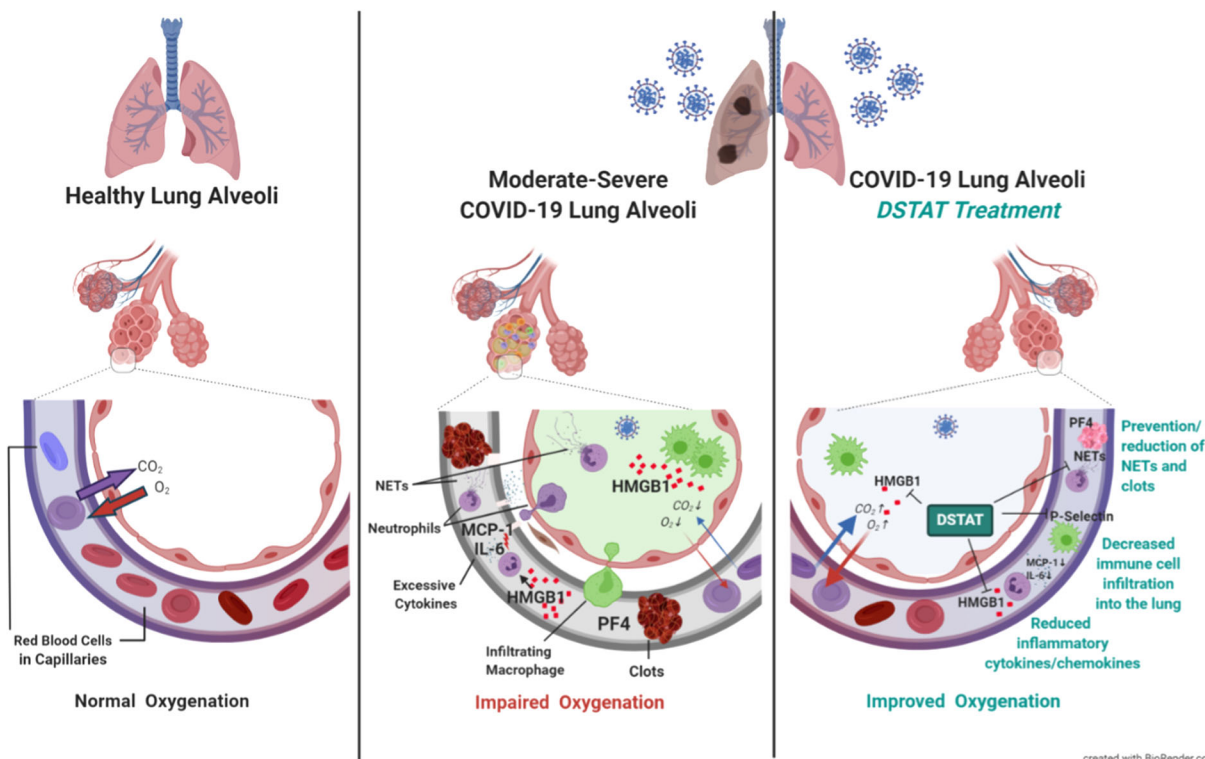 Healthy Lung Alveoli
CO₂
O₂
Red Blood Cells
in Capillaries
Normal Oxygenation
Moderate-Severe
COVID-19 Lung Alveoli
NETs
HMGB1
CO₂↓
O₂↓
Neutrophils
MCP-1
IL-6
Excessive
Cytokines
HMGB1
PF4
Infiltrating
Macrophage
Clots
Impaired Oxygenation
COVID-19 Lung Alveoli
DSTAT Treatment
PF4
NETs
Prevention/
reduction of
NETs and
clots
HMGB1
CO₂↑
O₂↑
DSTAT
P-Selectin
MCP-1↓
IL-6↓
Decreased
immune cell
infiltration
into the lung
HMGB1
Reduced
inflammatory
cytokines/chemokines
Improved Oxygenation